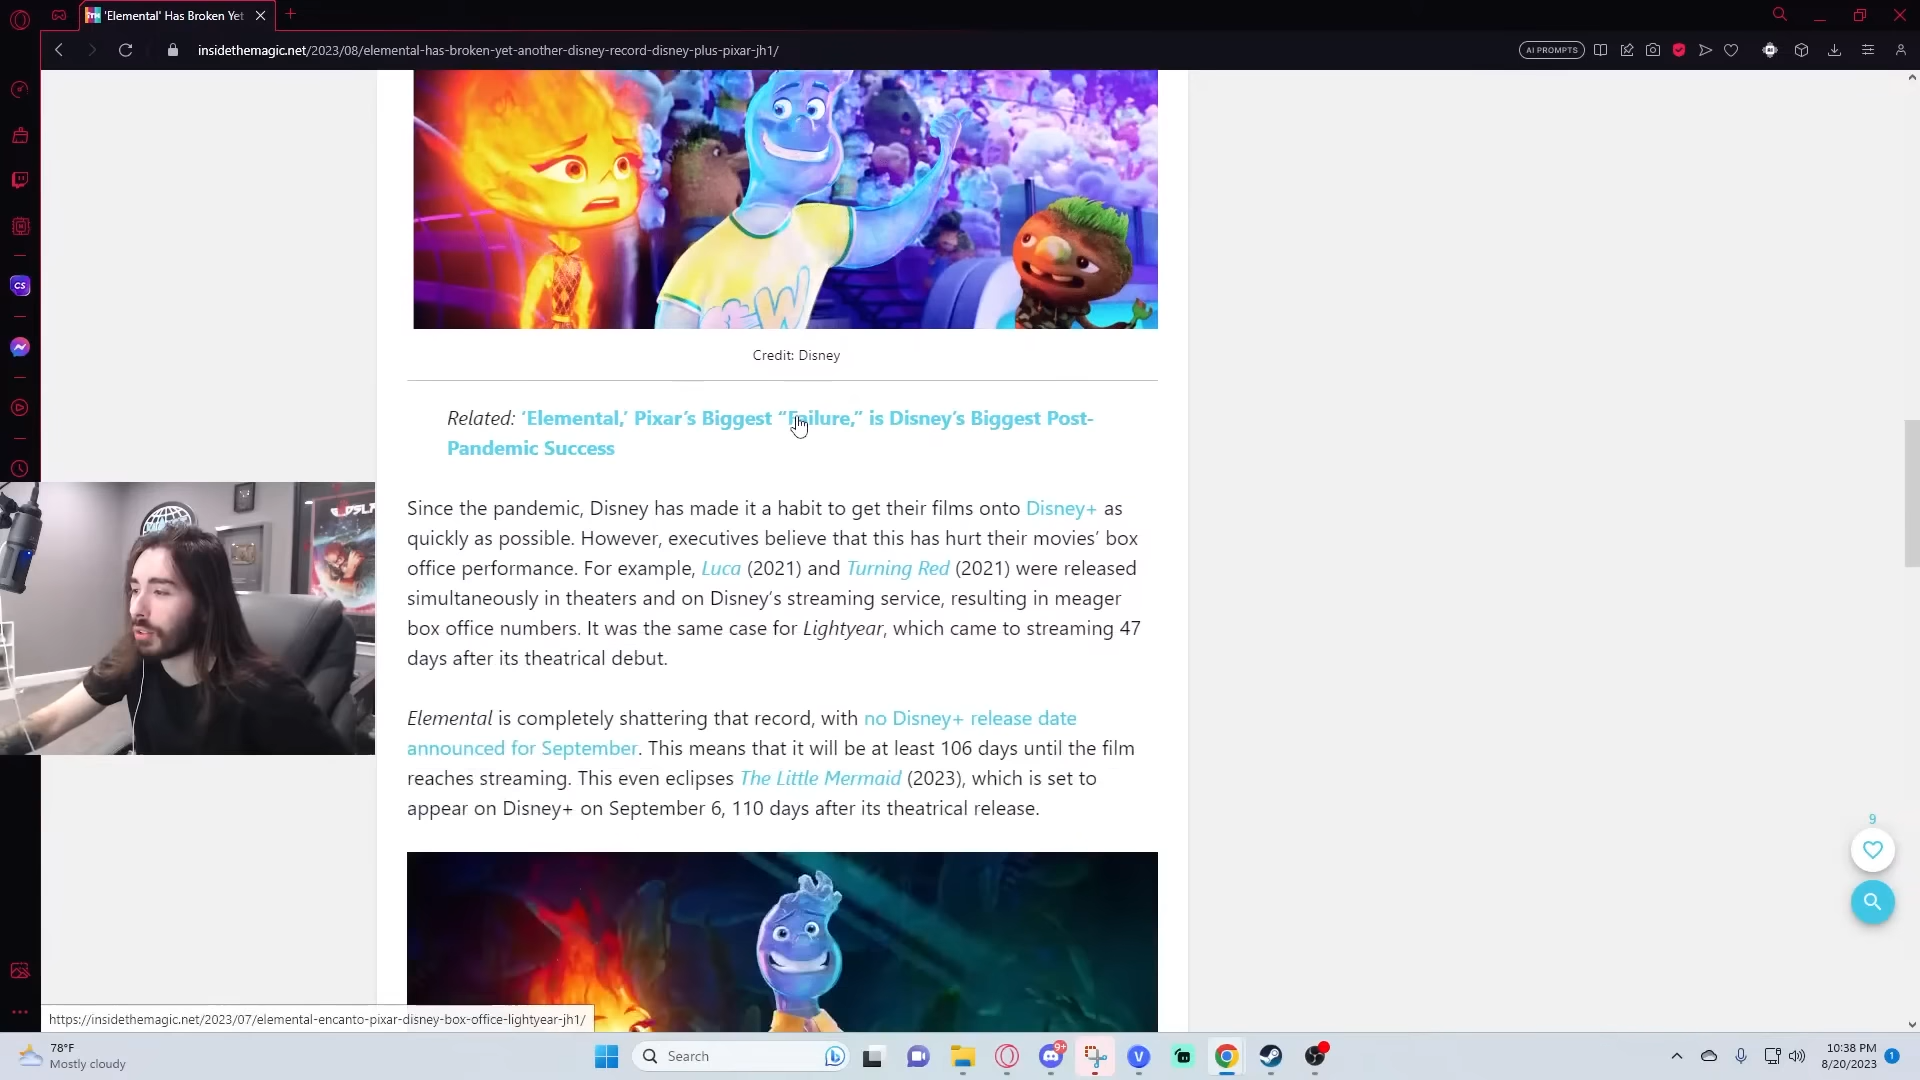 'Elemental' Has Broken Yet
insidethemagic.net/2023/08/elemental-has-broken-yet-another-disney-record-disney-plus-pixar-jh1/
AI PROMPTS
CS
Credit: Disney
Related: ‘Elemental,’ Pixar’s Biggest “Failure,” is Disney’s Biggest Post-
Pandemic Success
Since the pandemic, Disney has made it a habit to get their films onto Disney+ as
quickly as possible. However, executives believe that this has hurt their movies’ box
office performance. For example, Luca (2021) and Turning Red (2021) were released
simultaneously in theaters and on Disney’s streaming service, resulting in meager
box office numbers. It was the same case for Lightyear, which came to streaming 47
days after its theatrical debut.
Elemental is completely shattering that record, with no Disney+ release date
announced for September. This means that it will be at least 106 days until the film
reaches streaming. This even eclipses The Little Mermaid (2023), which is set to
appear on Disney+ on September 6, 110 days after its theatrical release.
9
https://insidethemagic.net/2023/07/elemental-encanto-pixar-disney-box-office-lightyear-jh1/
78°F
Mostly cloudy
Search
9+
V
10:38 PM
8/20/2023
1